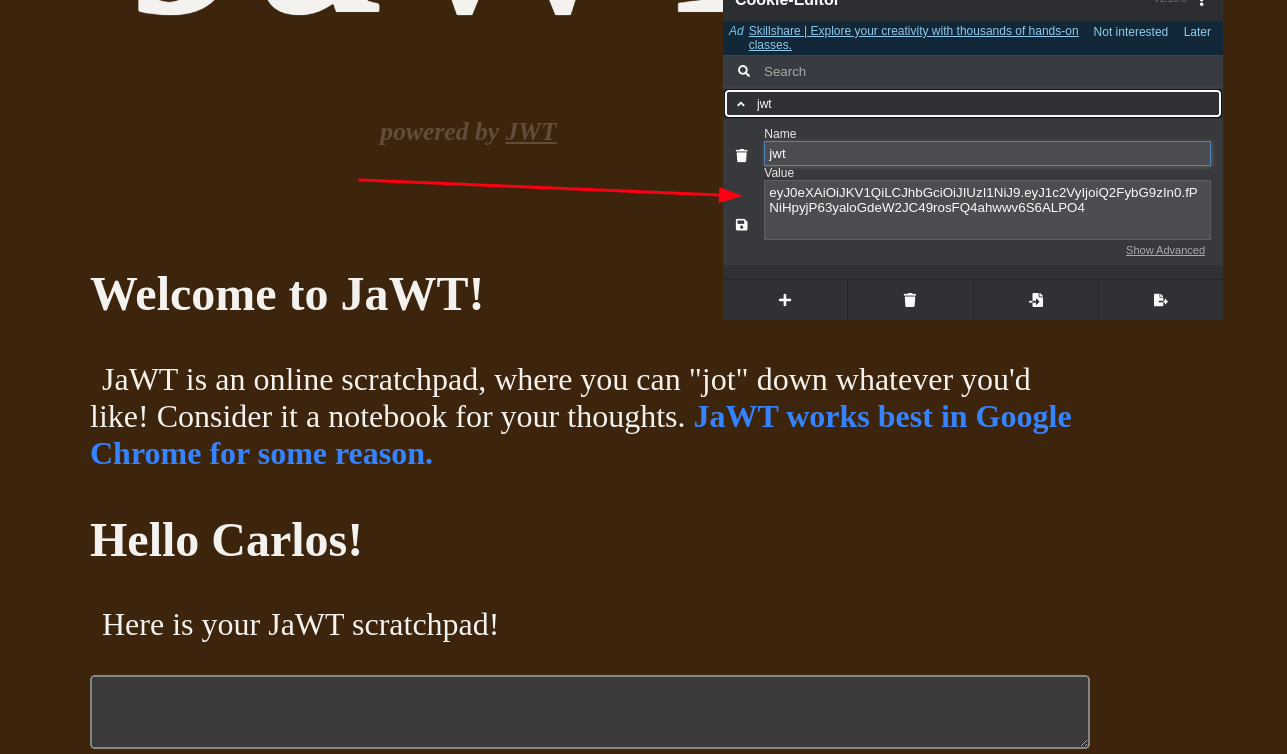 JaWT
Cookie-Editor
Ad Skillshare | Explore your creativity with thousands of hands-on Not interested Later
classes.
Search
jwt
powered by JWT
Name
jwt
Value
eyJ0eXAiOiJKV1QiLCJhbGciOiJIUzI1NiJ9.eyJ1c2VyIjoiQ2FybG9zIn0.fP
NiHpyjP63yaloGdeW2JC49rosFQ4ahwwv6S6ALPO4
Show Advanced
Welcome to JaWT!
JaWT is an online scratchpad, where you can "jot" down whatever you'd
like! Consider it a notebook for your thoughts. JaWT works best in Google
Chrome for some reason.
Hello Carlos!
Here is your JaWT scratchpad!